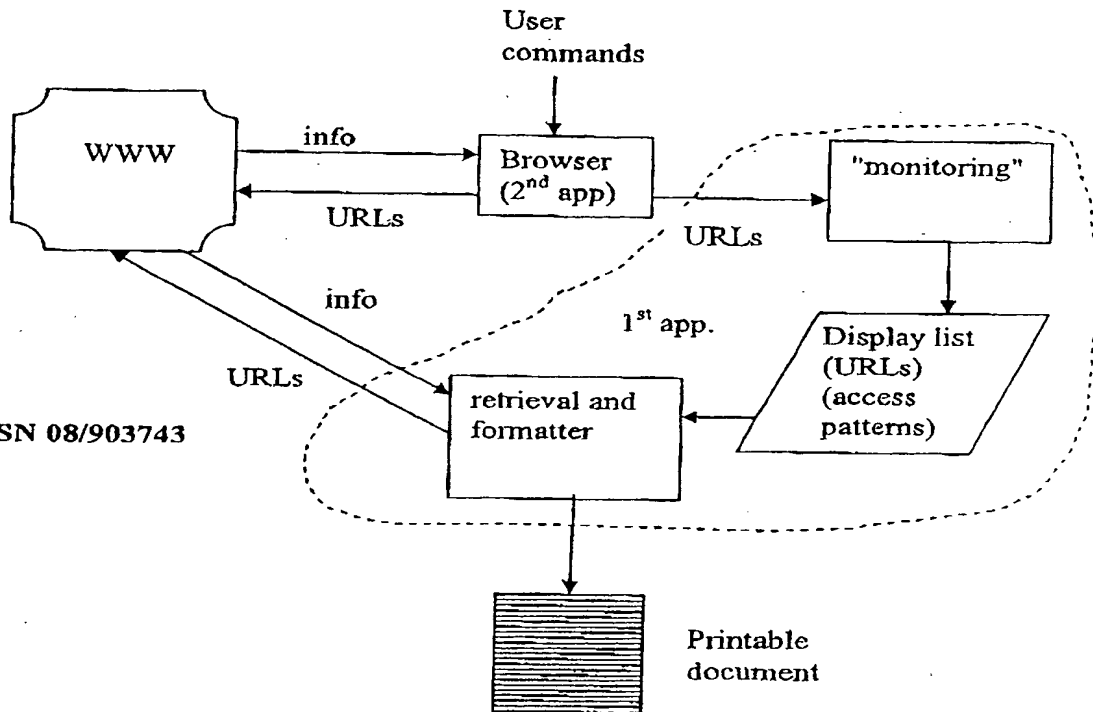 User
commands
WWW
info
Browser
(2nd app)
"monitoring"
URLs
URLs
info
1st app.
Display list
(URLs)
(access
patterns)
URLs
retrieval and
formatter
SN 08/903743
Printable
document